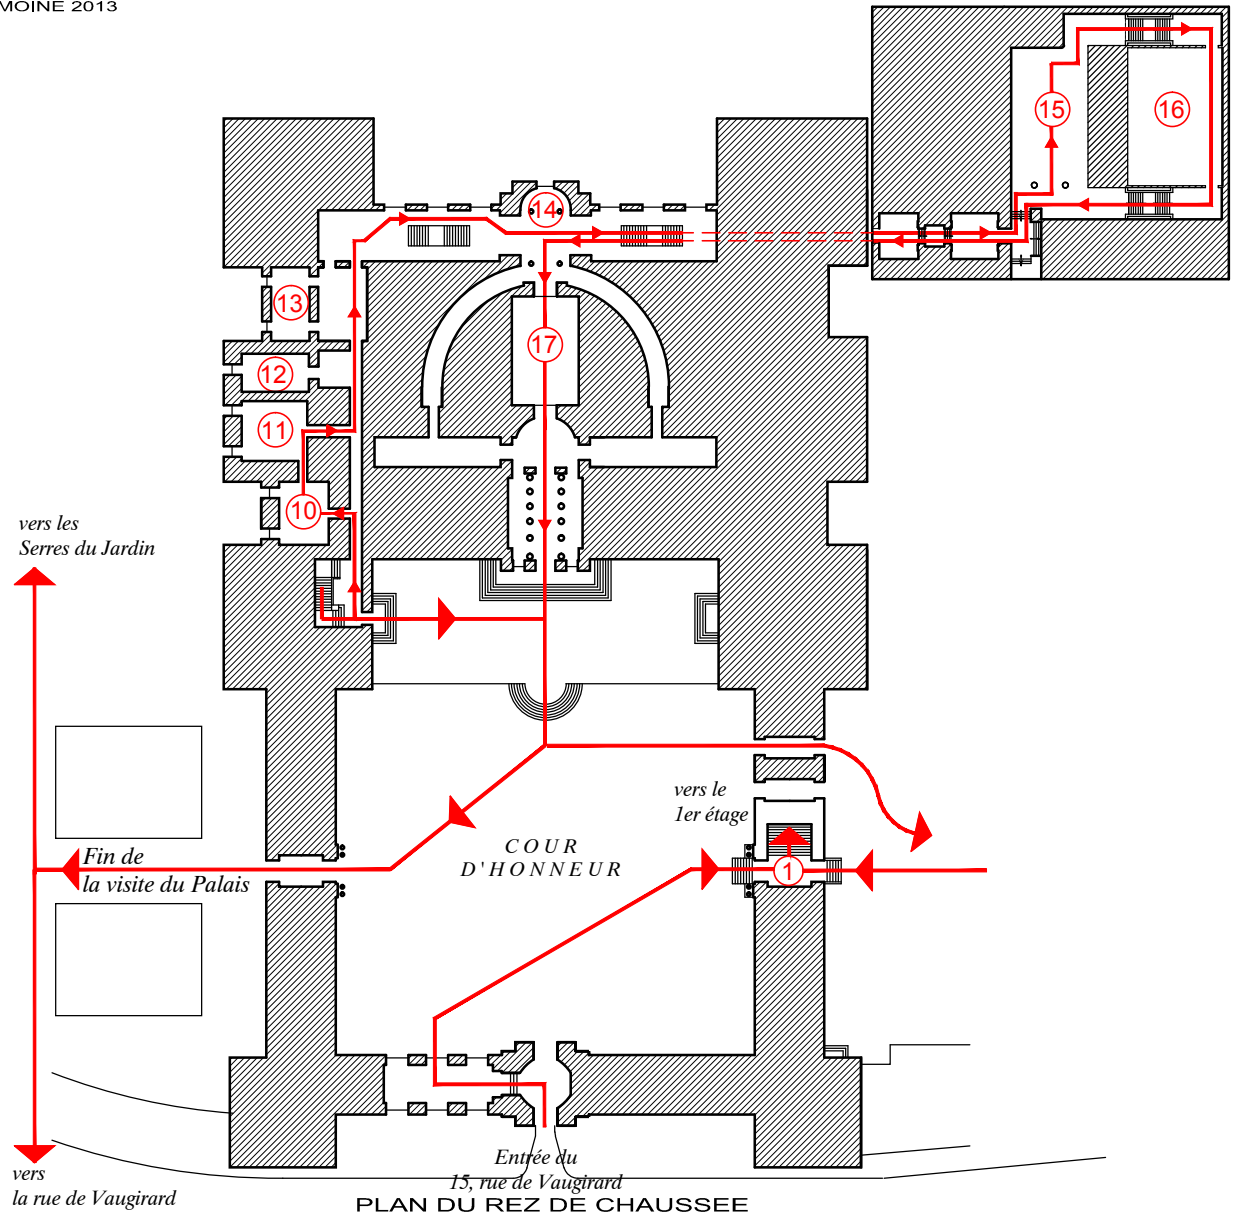 MOINE 2013
16
15
14
13
17
12
11
10
vers les
Serres du Jardin
vers le
1er étage
COUR
D'HONNEUR
Fin de
la visite du Palais
1
Entrée du
15, rue de Vaugirard
vers
la rue de Vaugirard
PLAN DU REZ DE CHAUSSEE